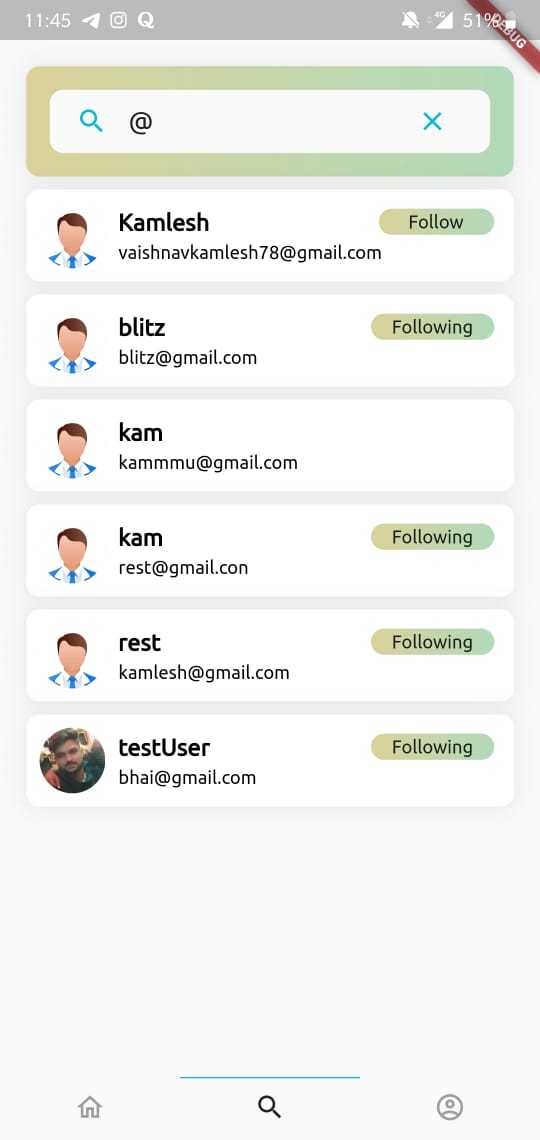 11:45 4G 51%
DEBUG
@
Kamlesh Follow
vaishnavkamlesh78@gmail.com
blitz Following
blitz@gmail.com
kam
kammmu@gmail.com
kam Following
rest@gmail.con
rest Following
kamlesh@gmail.com
testUser Following
bhai@gmail.com